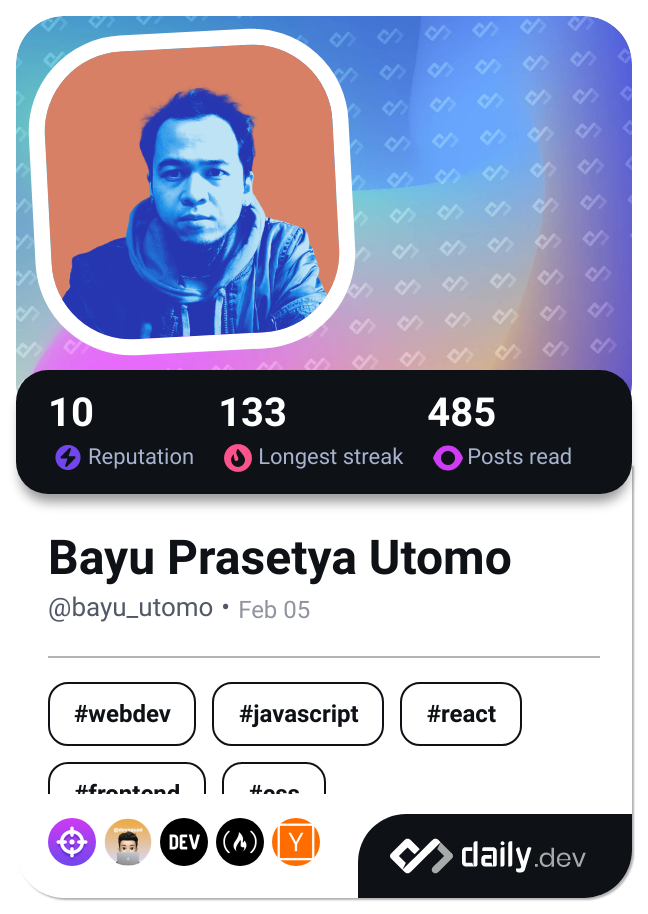 10 133 485
Reputation Longest streak Posts read
Bayu Prasetya Utomo
@bayu_utomo • Feb 05
#webdev #javascript #react
#frontend #css
DEV Y daily.dev